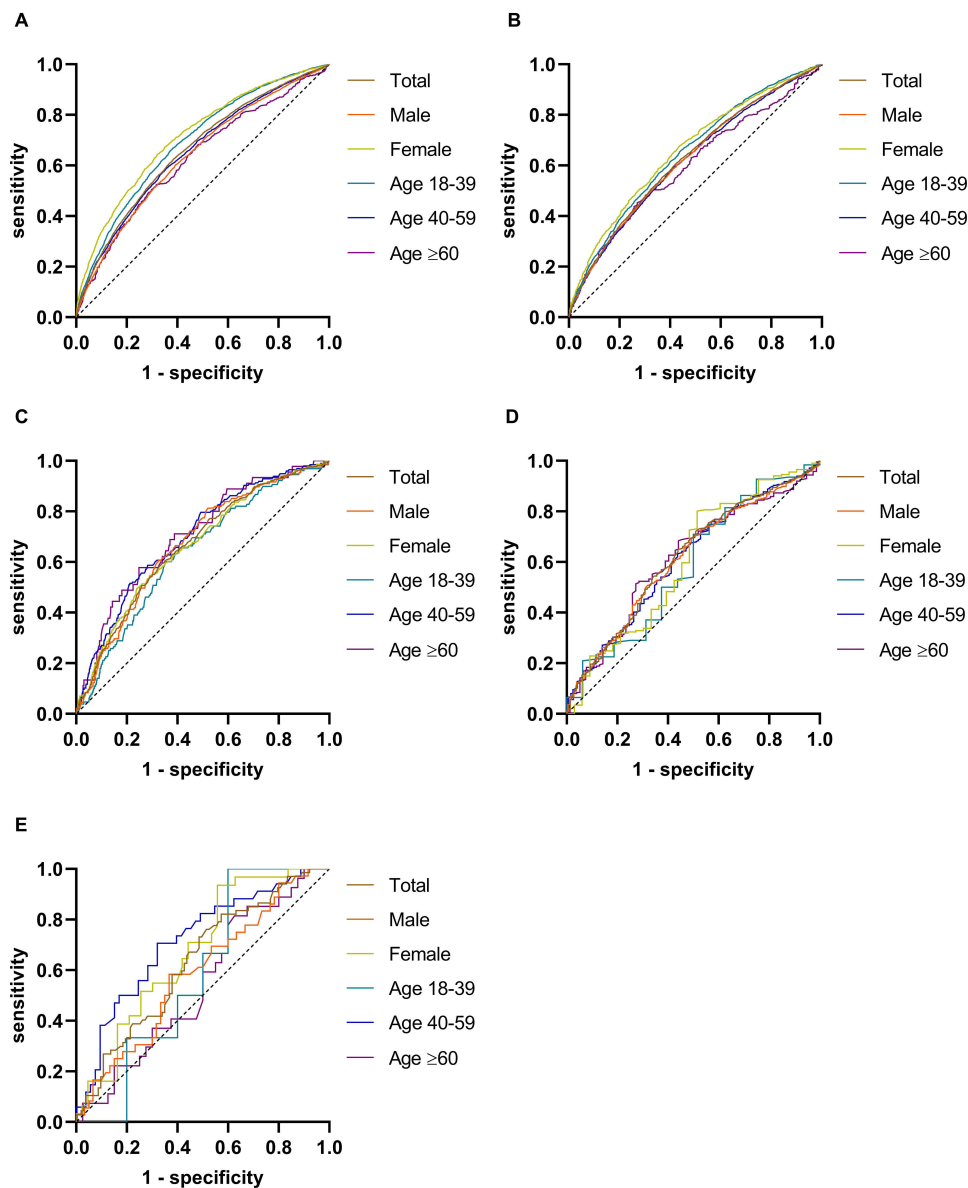 A
1.0
0.8
0.6
0.4
0.2
0.0
sensitivity
0.0 0.2 0.4 0.6 0.8 1.0
1 - specificity
Total
Male
Female
Age 18-39
Age 40-59
Age ≥60
B
1.0
0.8
0.6
0.4
0.2
0.0
sensitivity
0.0 0.2 0.4 0.6 0.8 1.0
1 - specificity
Total
Male
Female
Age 18-39
Age 40-59
Age ≥60
C
1.0
0.8
0.6
0.4
0.2
0.0
sensitivity
0.0 0.2 0.4 0.6 0.8 1.0
1 - specificity
Total
Male
Female
Age 18-39
Age 40-59
Age ≥60
D
1.0
0.8
0.6
0.4
0.2
0.0
sensitivity
0.0 0.2 0.4 0.6 0.8 1.0
1 - specificity
Total
Male
Female
Age 18-39
Age 40-59
Age ≥60
E
1.0
0.8
0.6
0.4
0.2
0.0
sensitivity
0.0 0.2 0.4 0.6 0.8 1.0
1 - specificity
Total
Male
Female
Age 18-39
Age 40-59
Age ≥60